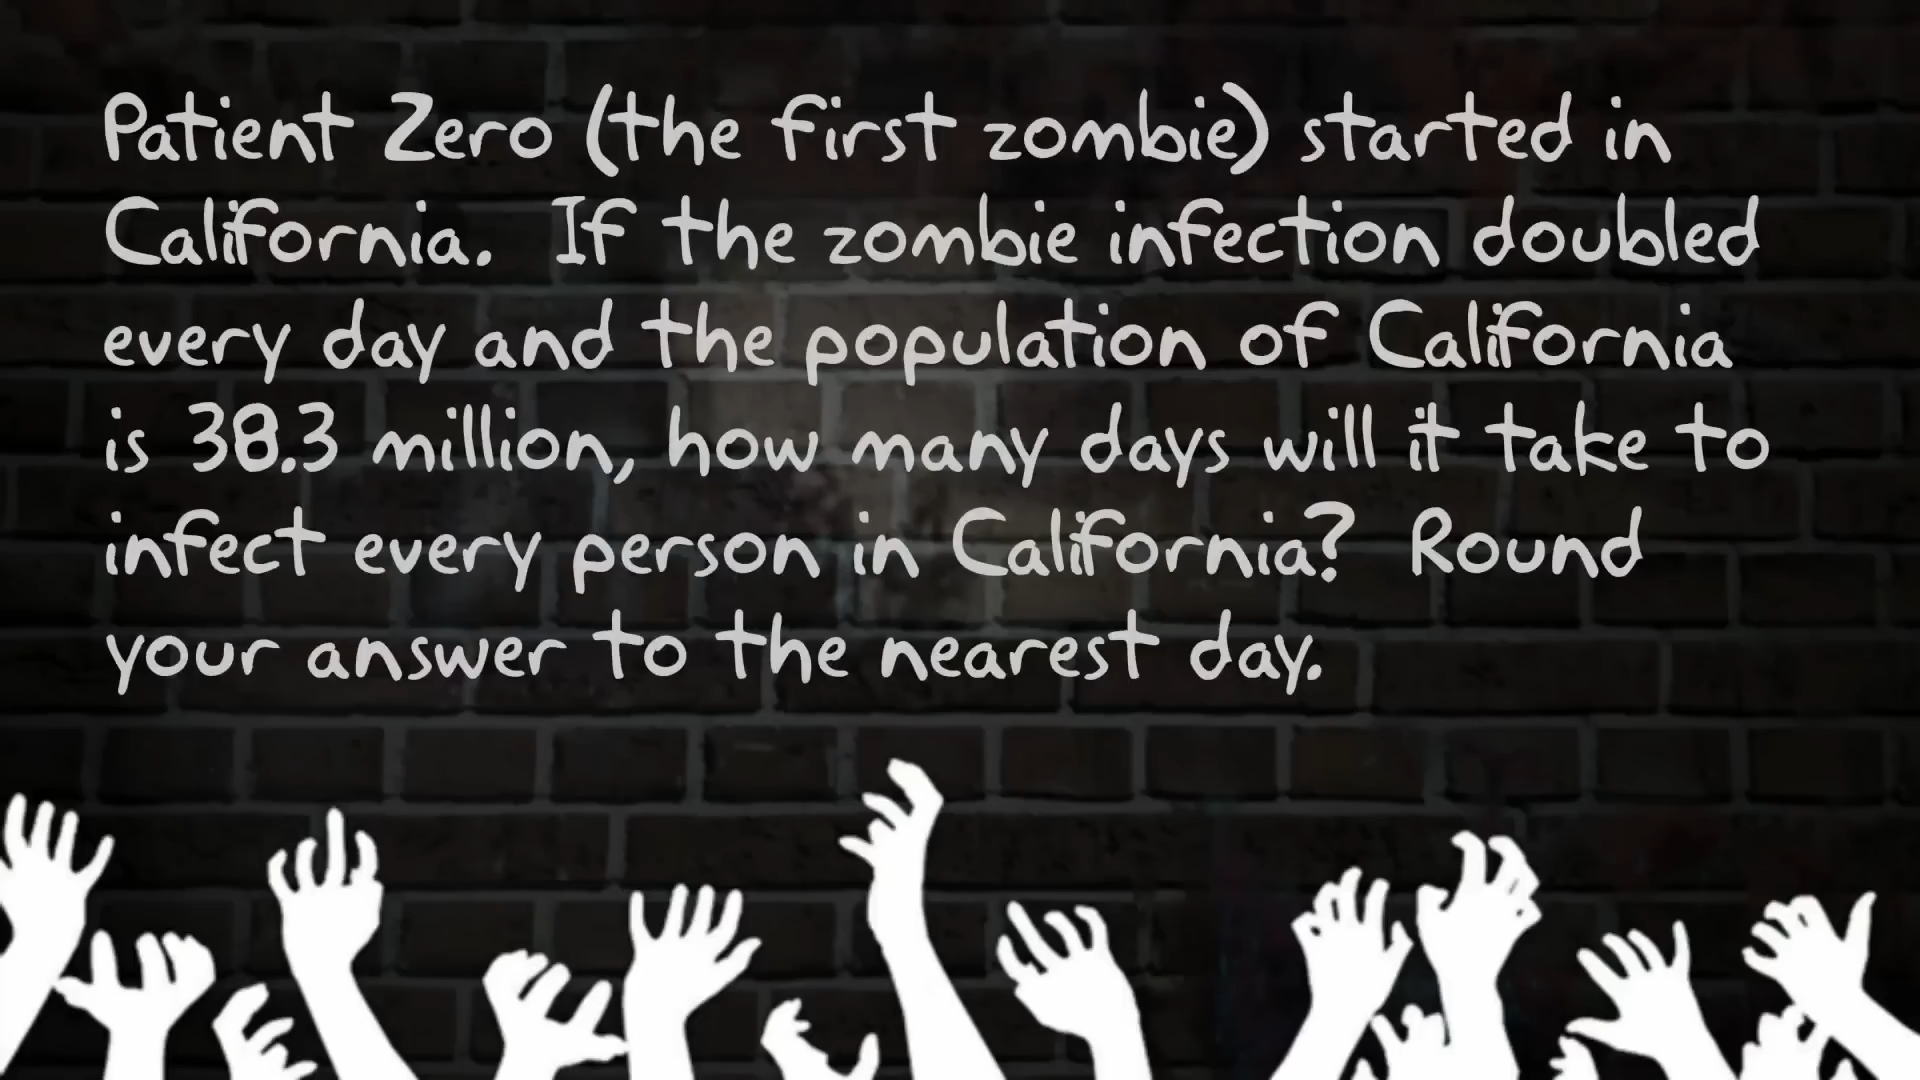 Patient Zero (the first zombie) started in
California. If the zombie infection doubled
every day and the population of California
is 38.3 million, how many days will it take to
infect every person in California? Round
your answer to the nearest day.